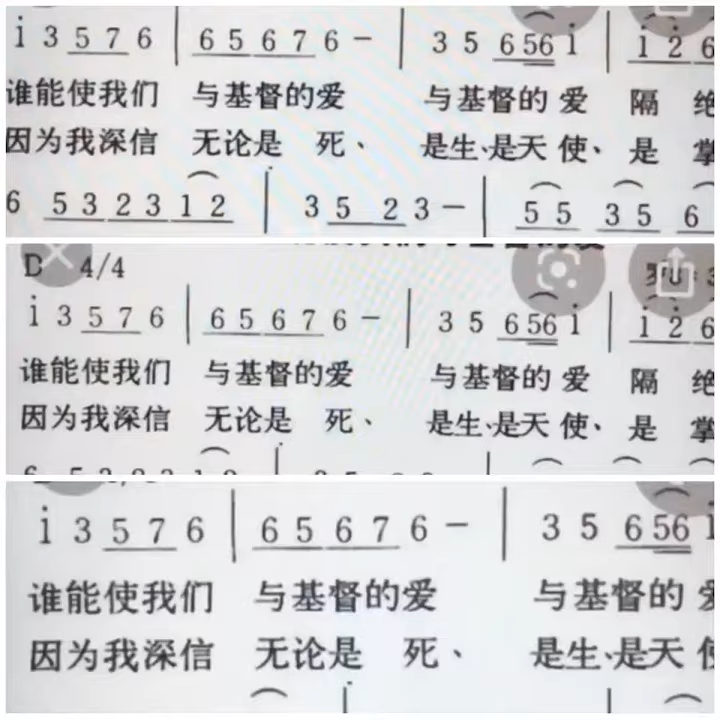 i 3 5 7 6 | 6 5 6 7 6 - | 3 5 6 56 i | i 2 6
谁能使我们 与基督的爱 与基督的 爱 隔 绝
因为我深信 无论是 死、 是生、是天 使、 是 掌
6 5 3 2 3 1 2 | 3 5 2 3 - | 5 5 3 5 6
D 4/4
i 3 5 7 6 | 6 5 6 7 6 - | 3 5 6 56 i | i 2 6
谁能使我们 与基督的爱 与基督的 爱 隔 绝
因为我深信 无论是 死、 是生、是天 使、 是 掌
i 3 5 7 6 | 6 5 6 7 6 - | 3 5 6 56 i
谁能使我们 与基督的爱 与基督的 爱
因为我深信 无论是 死、 是生、是天 使